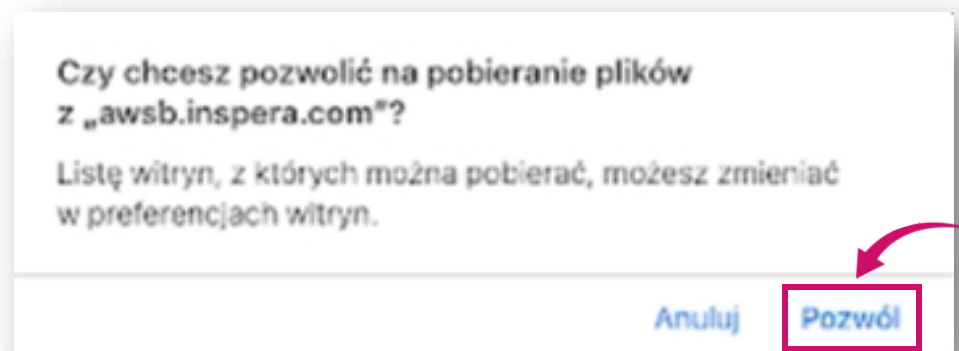 Czy chcesz pozwolić na pobieranie plików
z „awsb.inspera.com"?
Listę witryn, z których można pobierać, możesz zmieniać
w preferencjach witryn.
Anuluj Pozwól